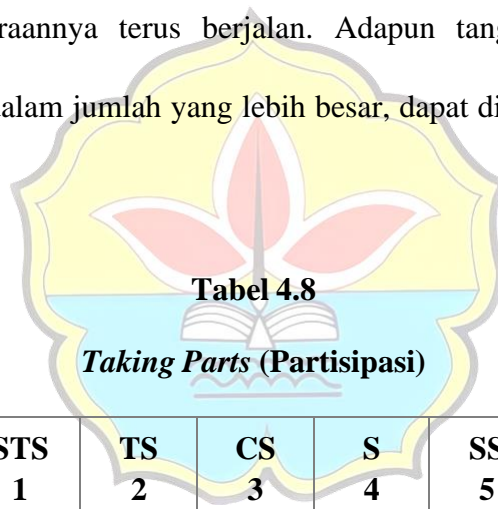 raannya terus berjalan. Adapun tang
alam jumlah yang lebih besar, dapat di
Tabel 4.8
Taking Parts (Partisipasi)
STS TS CS S SS
1 2 3 4 5